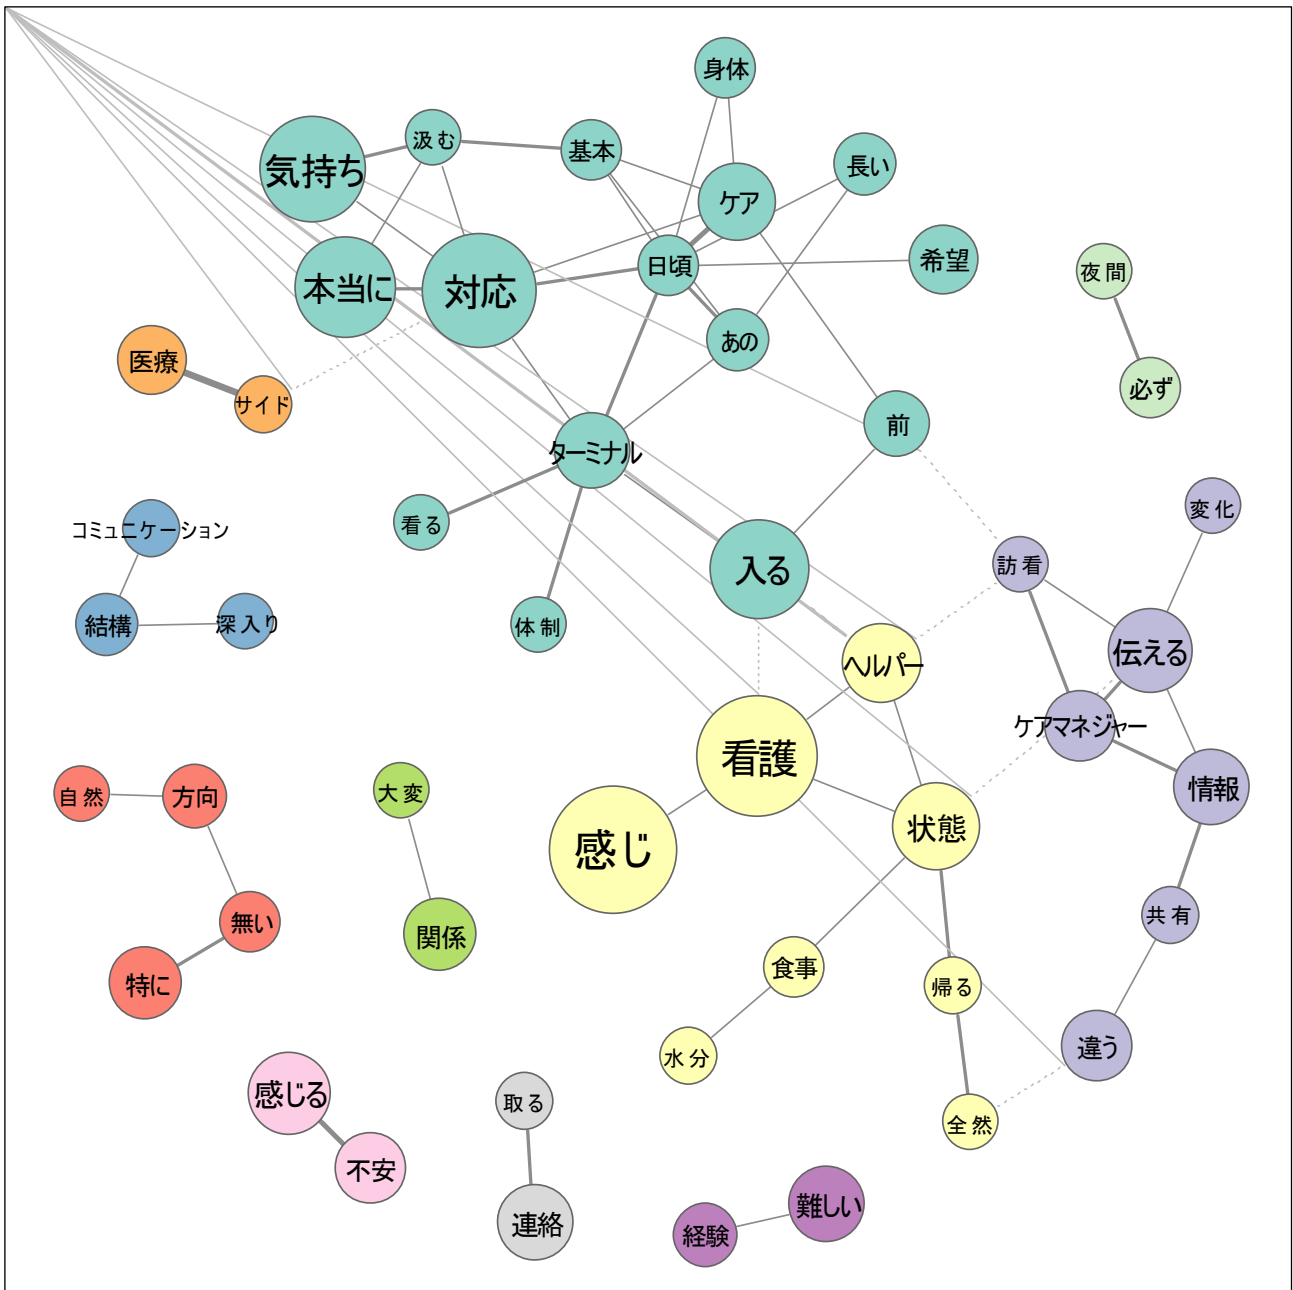 身体
汲む
基本
長い
気持ち
ケア
希望
日頃
夜間
本当に
対応
あの
医療
必ず
サイド
前
ターミナル
変化
看る
コミュニケーション
訪看
入る
結構
深入り
体制
伝える
ヘルパー
ケアマネジャー
看護
情報
自然
方向
大変
状態
感じ
共有
無い
関係
食事
特に
帰る
違う
水分
感じる
取る
全然
不安
難しい
連絡
経験